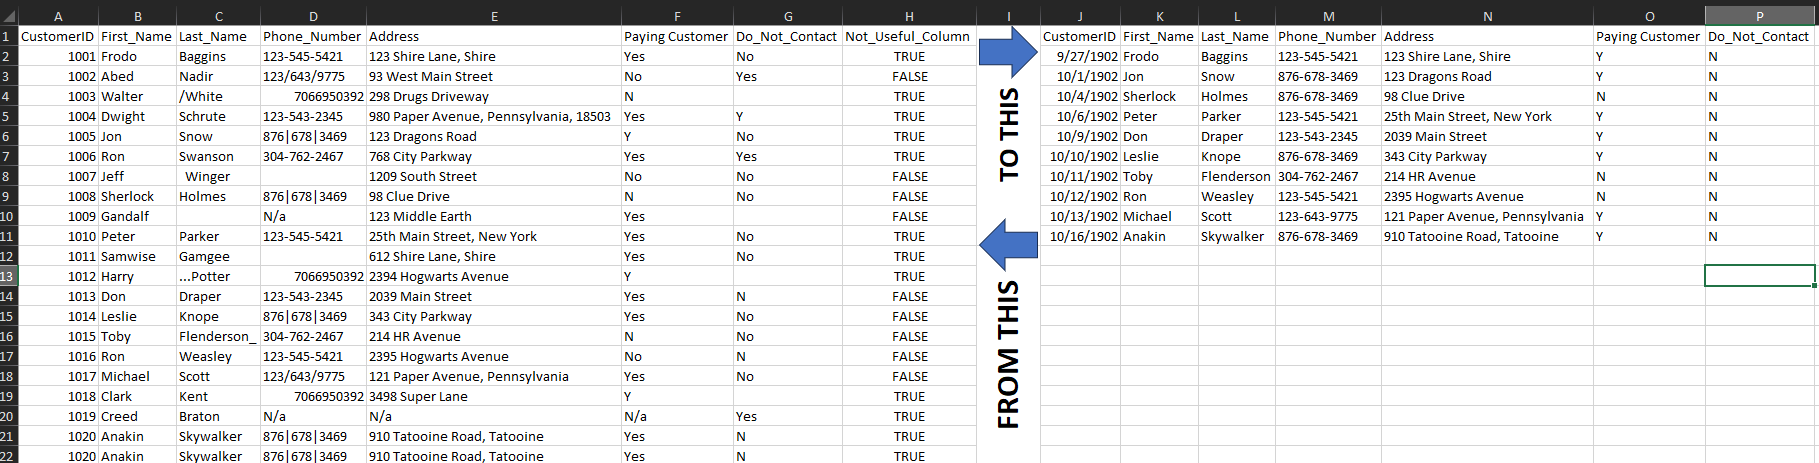 A B C D E F G H I J K L M N O P
1 CustomerID First_Name Last_Name Phone_Number Address Paying Customer Do_Not_Contact Not_Useful_Column CustomerID First_Name Last_Name Phone_Number Address Paying Customer Do_Not_Contact
2 1001 Frodo Baggins 123-545-5421 123 Shire Lane, Shire Yes No TRUE 9/27/1902 Frodo Baggins 123-545-5421 123 Shire Lane, Shire Y N
3 1002 Abed Nadir 123/643/9775 93 West Main Street No Yes FALSE 10/1/1902 Jon Snow 876-678-3469 123 Dragons Road Y N
4 1003 Walter /White 7066950392 298 Drugs Driveway N TRUE 10/4/1902 Sherlock Holmes 876-678-3469 98 Clue Drive N N
5 1004 Dwight Schrute 123-543-2345 980 Paper Avenue, Pennsylvania, 18503 Yes Y TRUE 10/6/1902 Peter Parker 123-545-5421 25th Main Street, New York Y N
6 1005 Jon Snow 876|678|3469 123 Dragons Road Y No TRUE 10/9/1902 Don Draper 123-543-2345 2039 Main Street Y N
7 1006 Ron Swanson 304-762-2467 768 City Parkway Yes Yes TRUE 10/10/1902 Leslie Knope 876-678-3469 343 City Parkway Y N
8 1007 Jeff Winger 1209 South Street No No FALSE 10/11/1902 Toby Flenderson 304-762-2467 214 HR Avenue N N
9 1008 Sherlock Holmes 876|678|3469 98 Clue Drive N No FALSE 10/12/1902 Ron Weasley 123-545-5421 2395 Hogwarts Avenue N N
10 1009 Gandalf N/a 123 Middle Earth Yes FALSE 10/13/1902 Michael Scott 123-643-9775 121 Paper Avenue, Pennsylvania Y N
11 1010 Peter Parker 123-545-5421 25th Main Street, New York Yes No TRUE 10/16/1902 Anakin Skywalker 876-678-3469 910 Tatooine Road, Tatooine Y N
12 1011 Samwise Gamgee 612 Shire Lane, Shire Yes No TRUE
13 1012 Harry ...Potter 7066950392 2394 Hogwarts Avenue Y TRUE
14 1013 Don Draper 123-543-2345 2039 Main Street Yes N FALSE
15 1014 Leslie Knope 876|678|3469 343 City Parkway Yes No FALSE
16 1015 Toby Flenderson_ 304-762-2467 214 HR Avenue N No FALSE
17 1016 Ron Weasley 123-545-5421 2395 Hogwarts Avenue No N FALSE
18 1017 Michael Scott 123/643/9775 121 Paper Avenue, Pennsylvania Yes No FALSE
19 1018 Clark Kent 7066950392 3498 Super Lane Y TRUE
20 1019 Creed Braton N/a N/a N/a Yes TRUE
21 1020 Anakin Skywalker 876|678|3469 910 Tatooine Road, Tatooine Yes N TRUE
22 1020 Anakin Skywalker 876|678|3469 910 Tatooine Road, Tatooine Yes N TRUE
TO THIS
FROM THIS